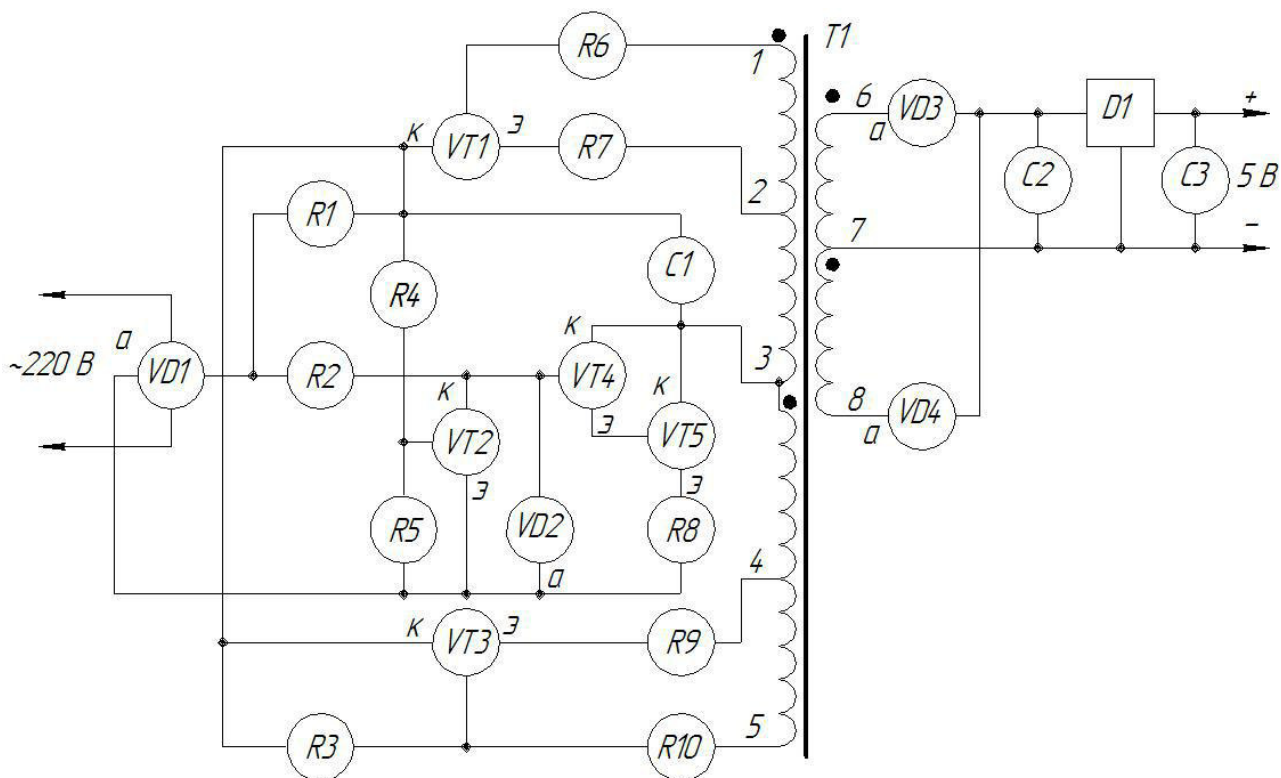 R6
1
T1
6
VD3
D1
+
к
э
а
VT1
R7
C2
C3
5 В
R1
2
7
–
C1
R4
а
к
~220 В
VD1
R2
к
VT4
3
к
э
8
VD4
VT2
VT5
а
э
э
R5
VD2
R8
а
4
к
э
VT3
R9
5
R3
R10